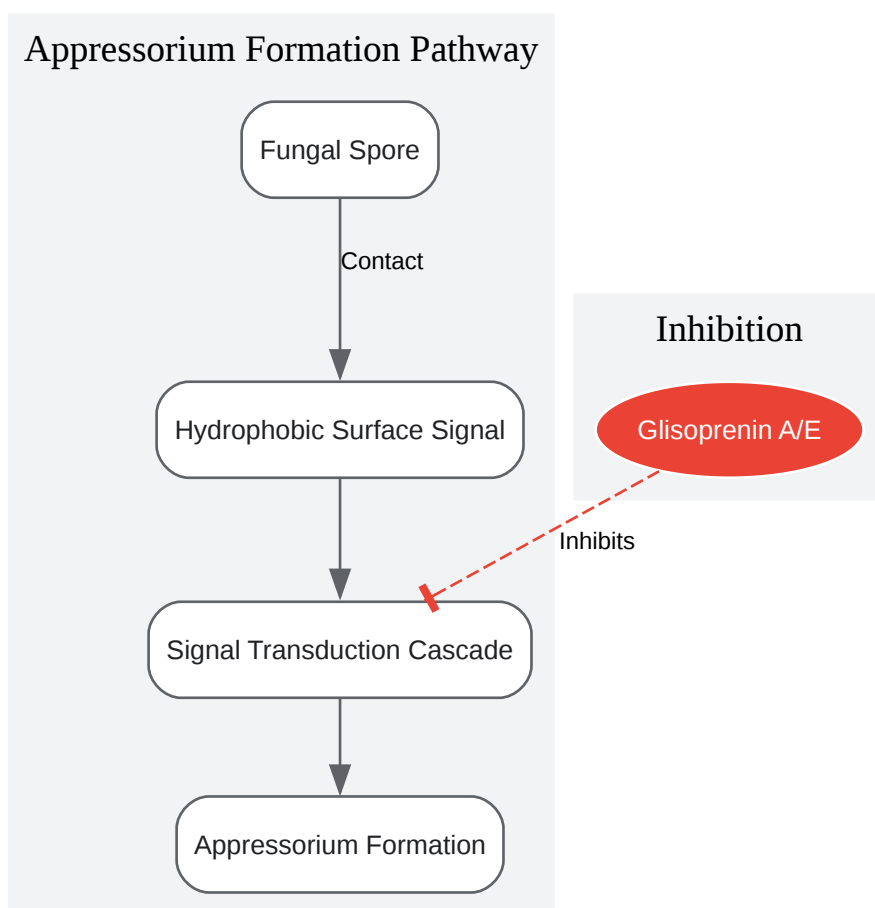 Appressorium Formation Pathway
Fungal Spore
Contact
Hydrophobic Surface Signal
Signal Transduction Cascade
Appressorium Formation
Inhibition
Glisoprenin A/E
Inhibits